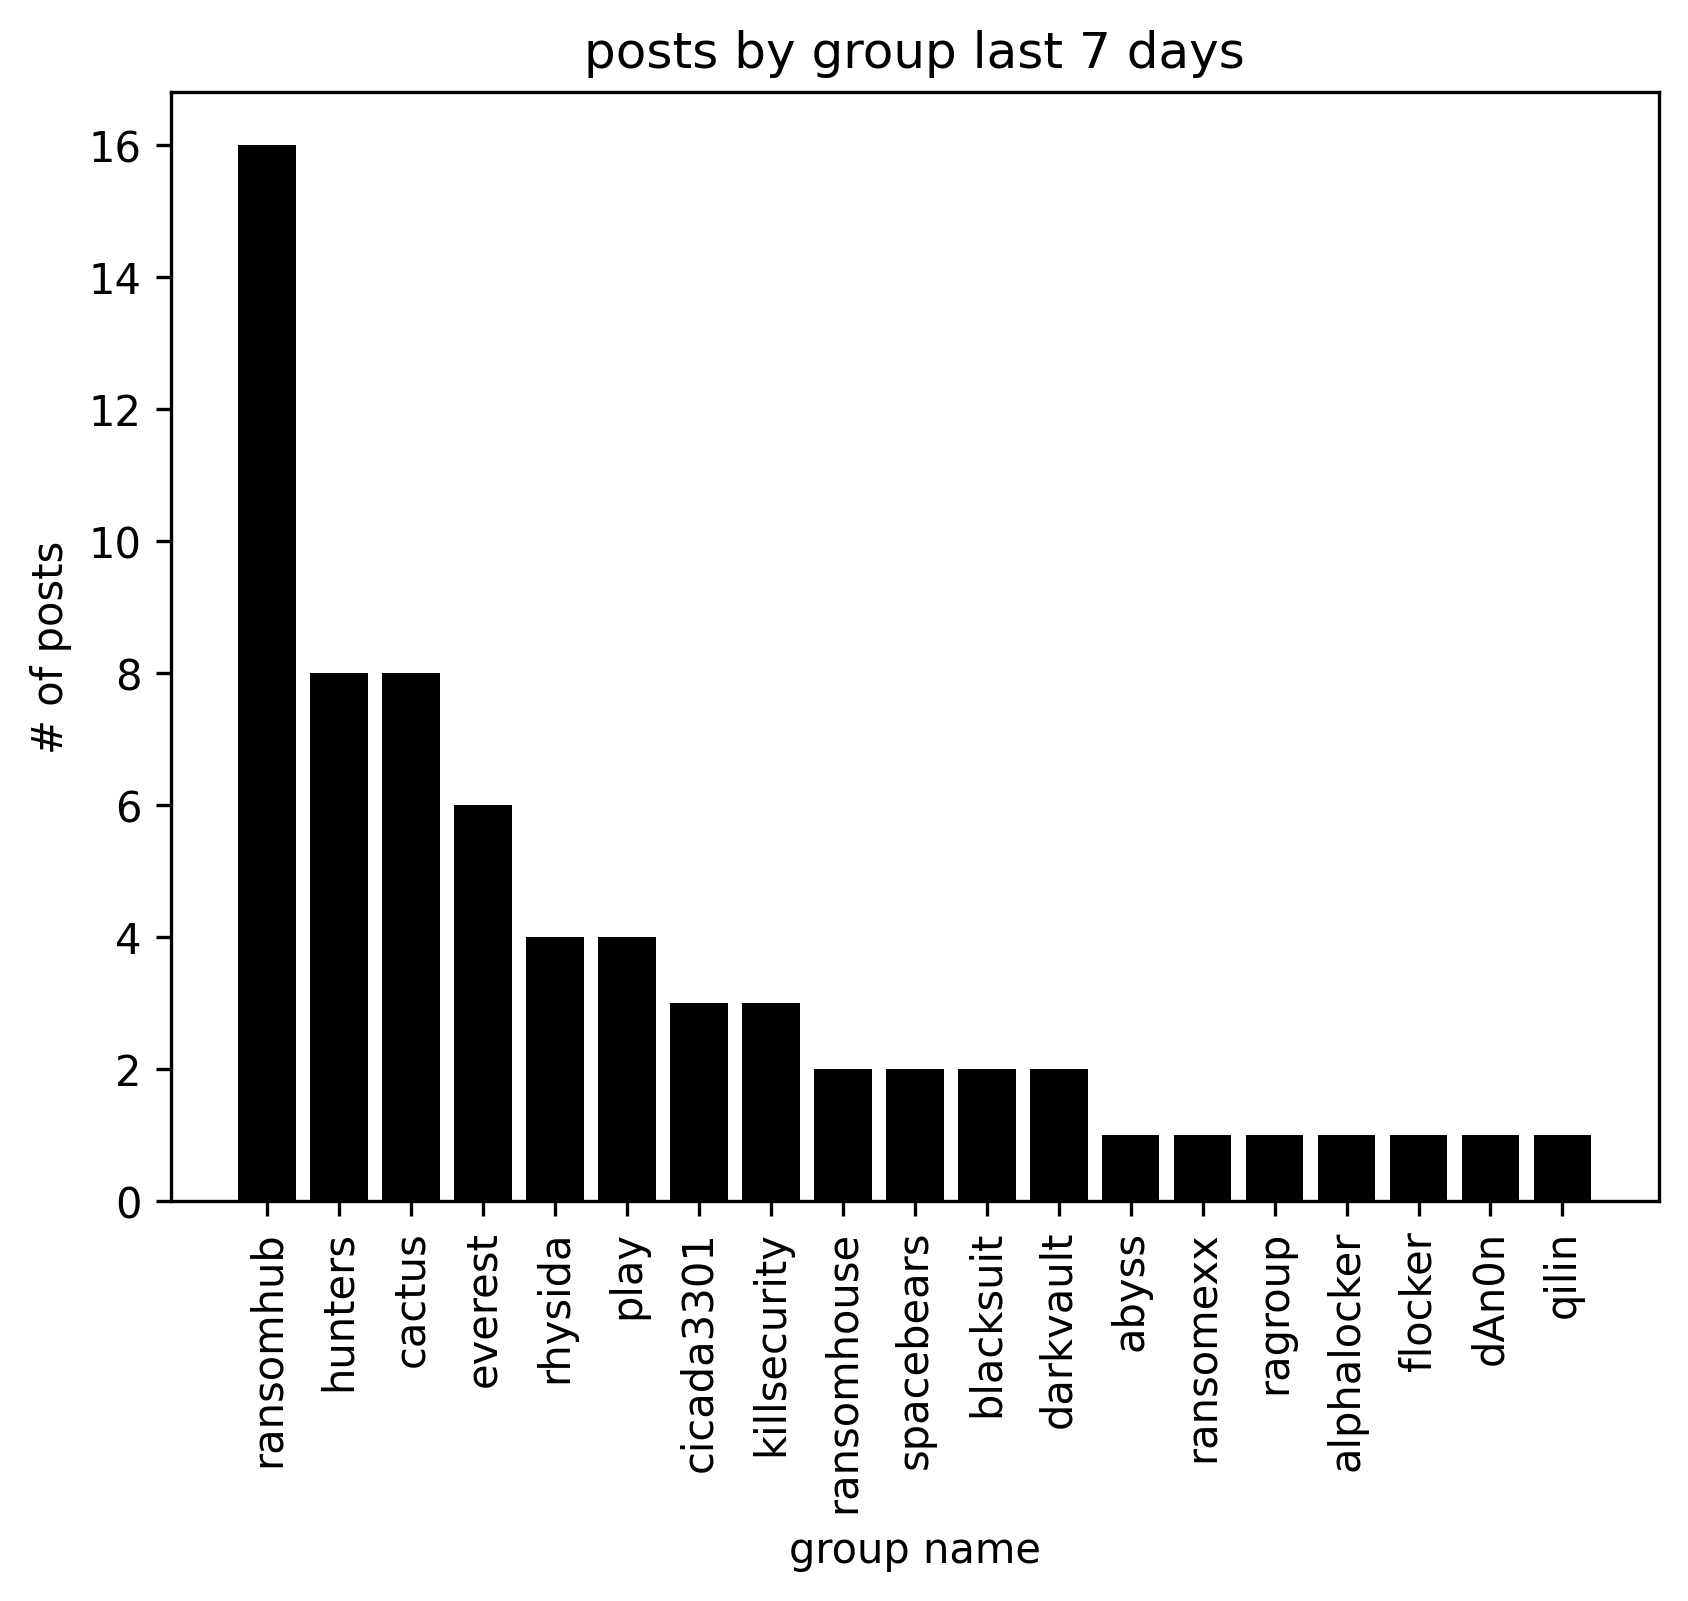 posts by group last 7 days
16
14
12
10
8
6
4
2
0
# of posts
ransomhub
hunters
cactus
everest
rhysida
play
cicada3301
killsecurity
ransomhouse
spacebears
blacksuit
darkvault
abyss
ransomexx
ragroup
alphalocker
flocker
dAn0n
qilin
group name